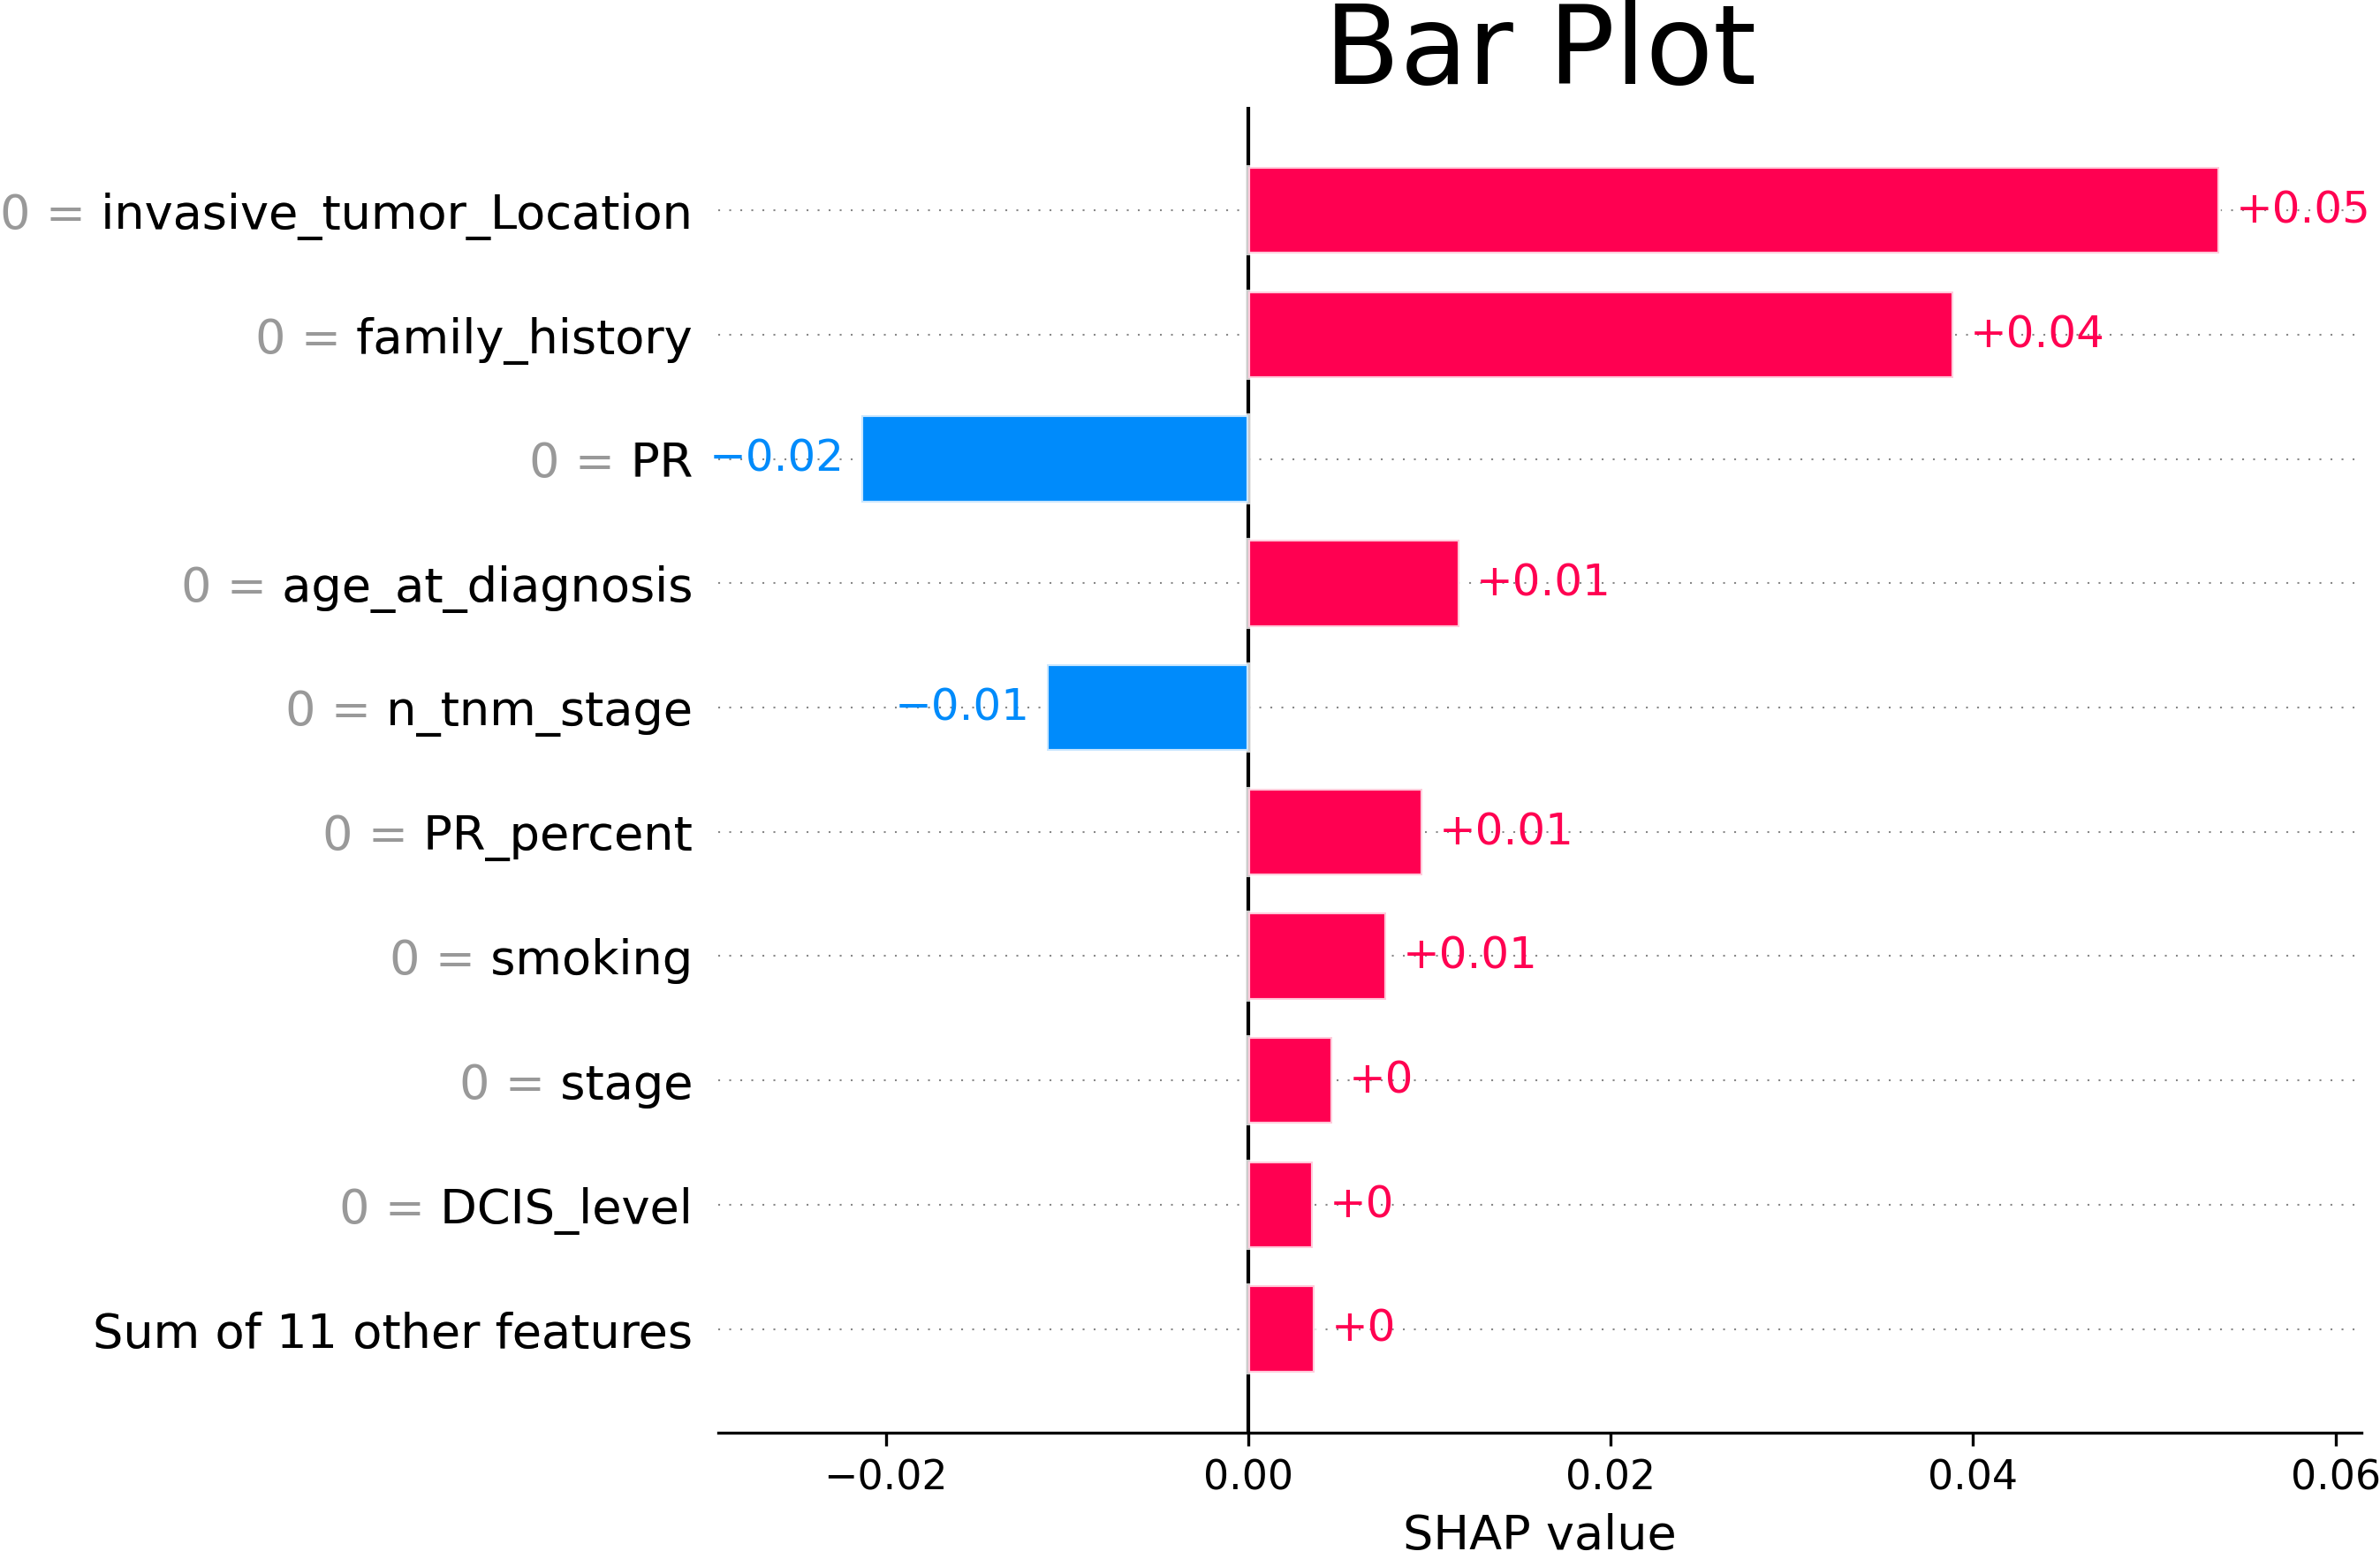 Bar Plot
0 = invasive_tumor_Location +0.05
0 = family_history +0.04
0 = PR −0.02
0 = age_at_diagnosis +0.01
0 = n_tnm_stage −0.01
0 = PR_percent +0.01
0 = smoking +0.01
0 = stage +0
0 = DCIS_level +0
Sum of 11 other features +0
−0.02 0.00 0.02 0.04 0.06
SHAP value